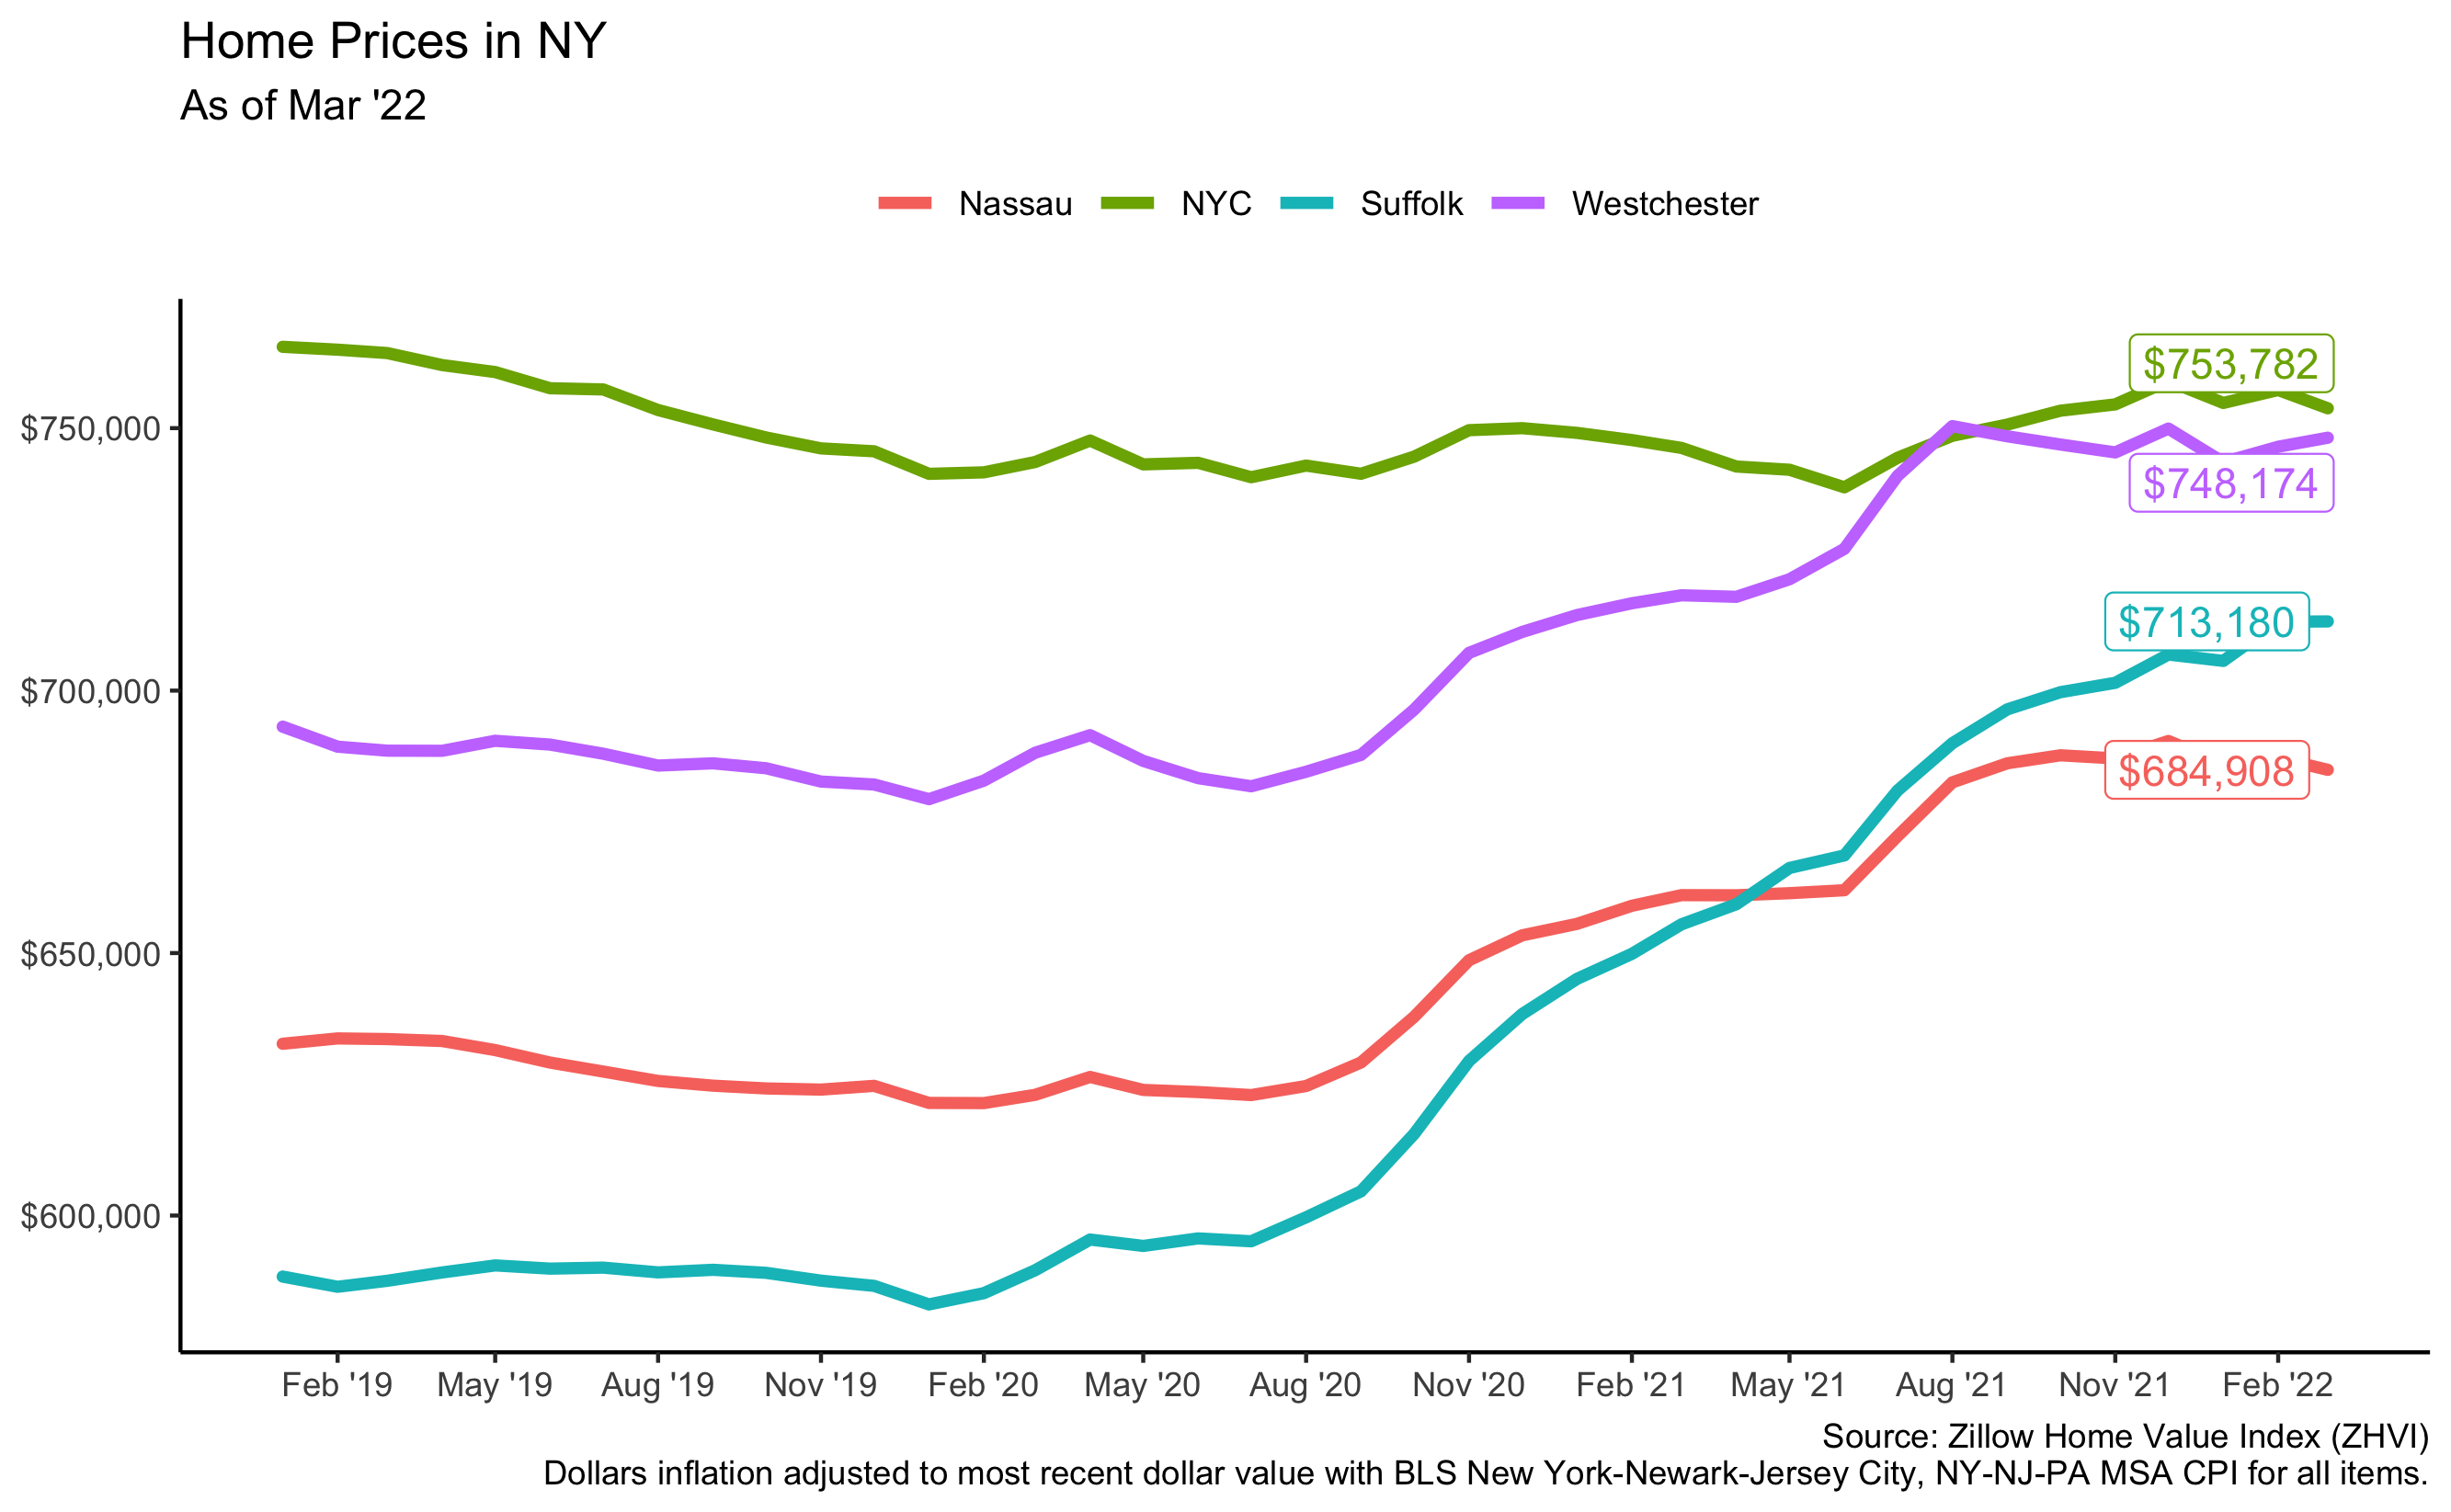 Home Prices in NY
As of Mar '22
Nassau NYC Suffolk Westchester
$753,782
$750,000
$748,174
$713,180
$700,000
$684,908
$650,000
$600,000
Feb '19 May '19 Aug '19 Nov '19 Feb '20 May '20 Aug '20 Nov '20 Feb '21 May '21 Aug '21 Nov '21 Feb '22
Source: Zillow Home Value Index (ZHVI)
Dollars inflation adjusted to most recent dollar value with BLS New York-Newark-Jersey City, NY-NJ-PA MSA CPI for all items.